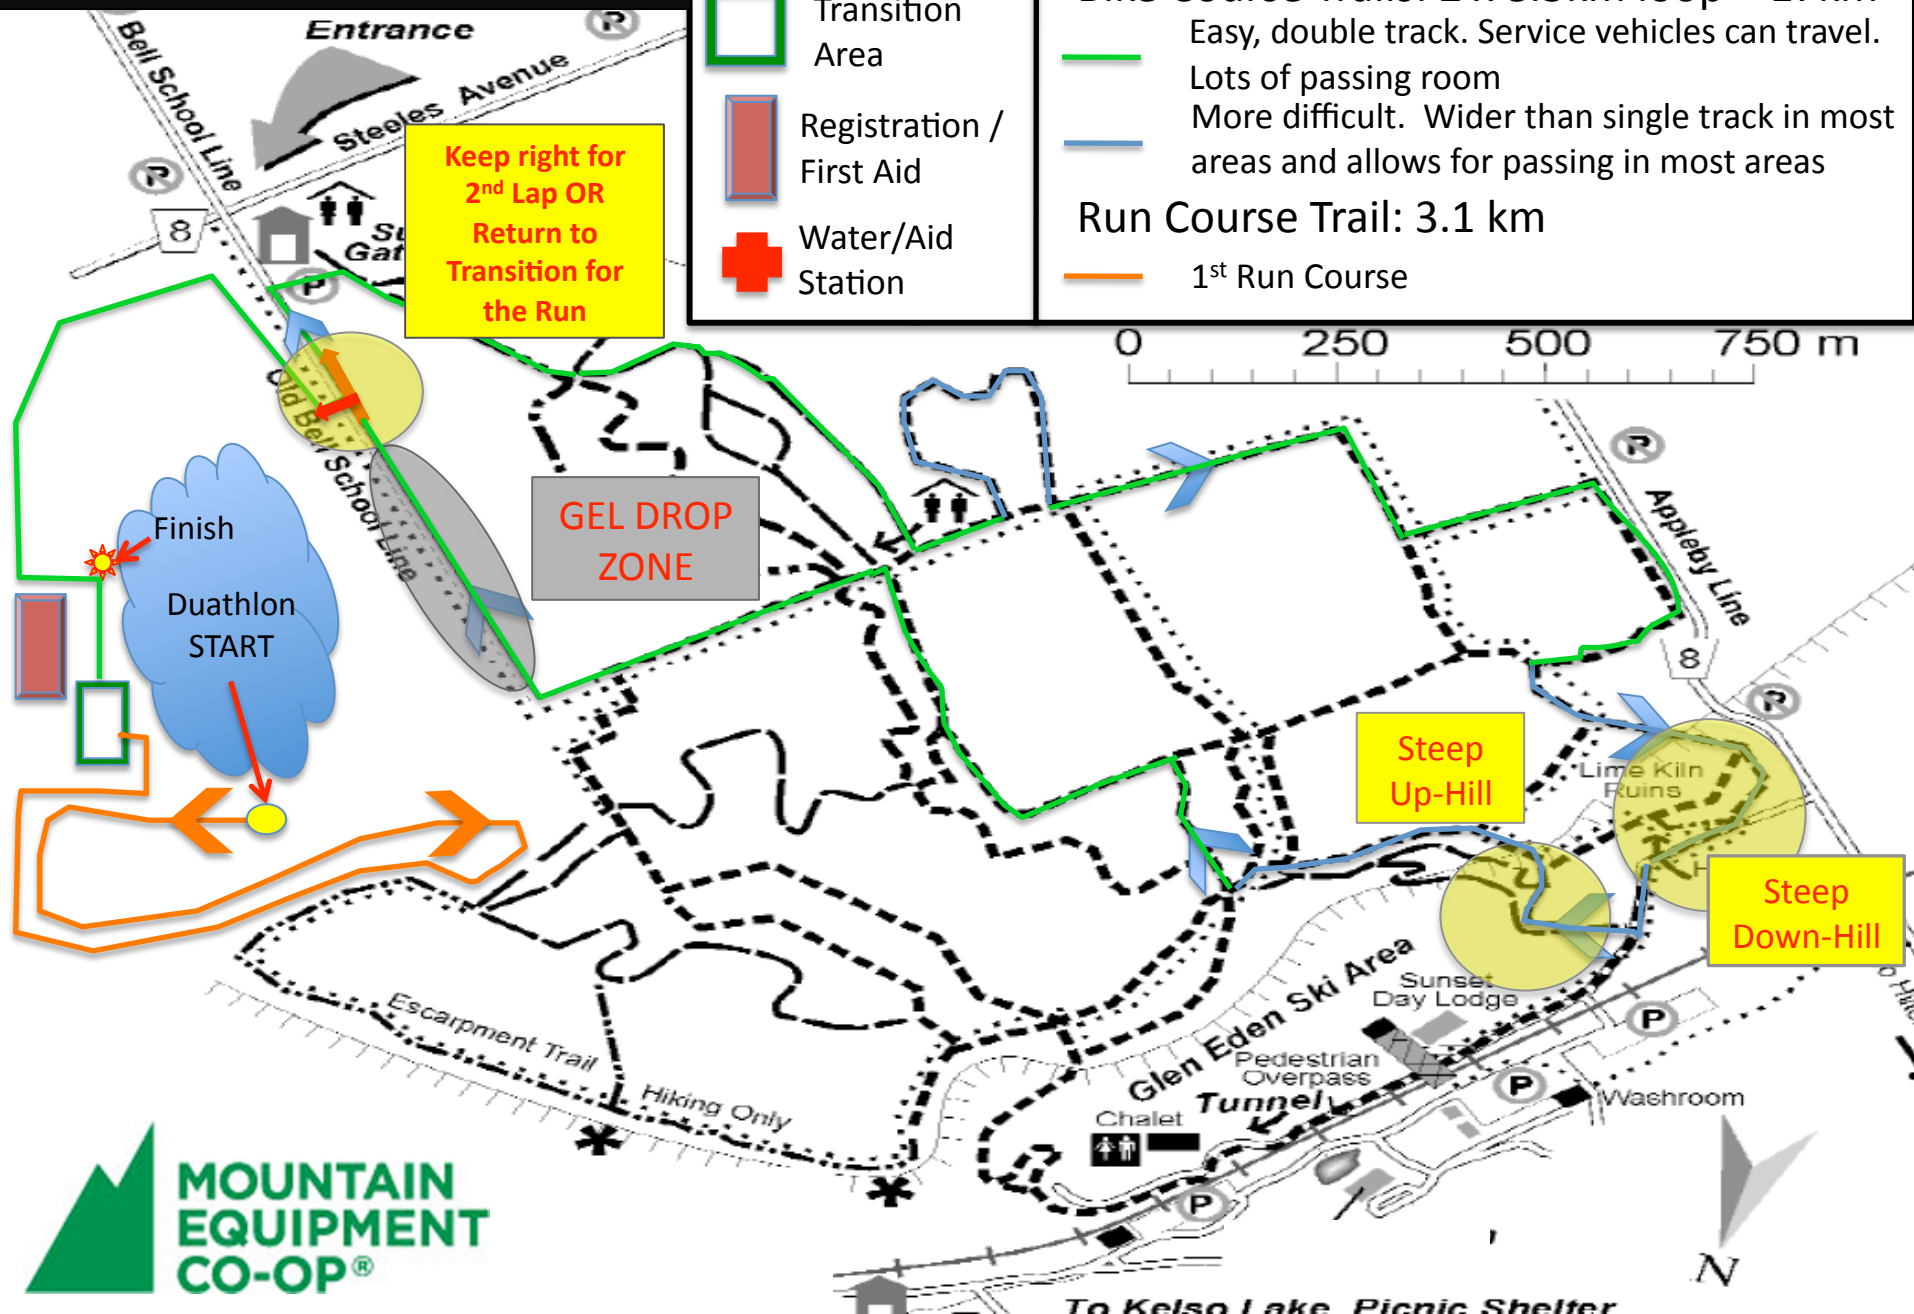 Transition
Area
Registration /
First Aid
Water/Aid
Station
Easy, double track. Service vehicles can travel.
Lots of passing room
More difficult.  Wider than single track in most
areas and allows for passing in most areas
Run Course Trail: 3.1 km
1st Run Course
0 250 500 750 m
Entrance
Bell School Line
Steeles Avenue
8
P
Keep right for
2nd Lap OR
Return to
Transition for
the Run
P
Old Bell School Line
GEL DROP
ZONE
Finish
Duathlon
START
P
Appleby Line
8
P
Steep
Up-Hill
Lime Kiln
Ruins
Steep
Down-Hill
Glen Eden Ski Area
Sunset
Day Lodge
Pedestrian
Overpass
Tunnel
Chalet
Washroom
P
P
P
Escarpment Trail
Hiking Only
MOUNTAIN
EQUIPMENT
CO-OP®
N
To Kelso Lake, Picnic Shelter